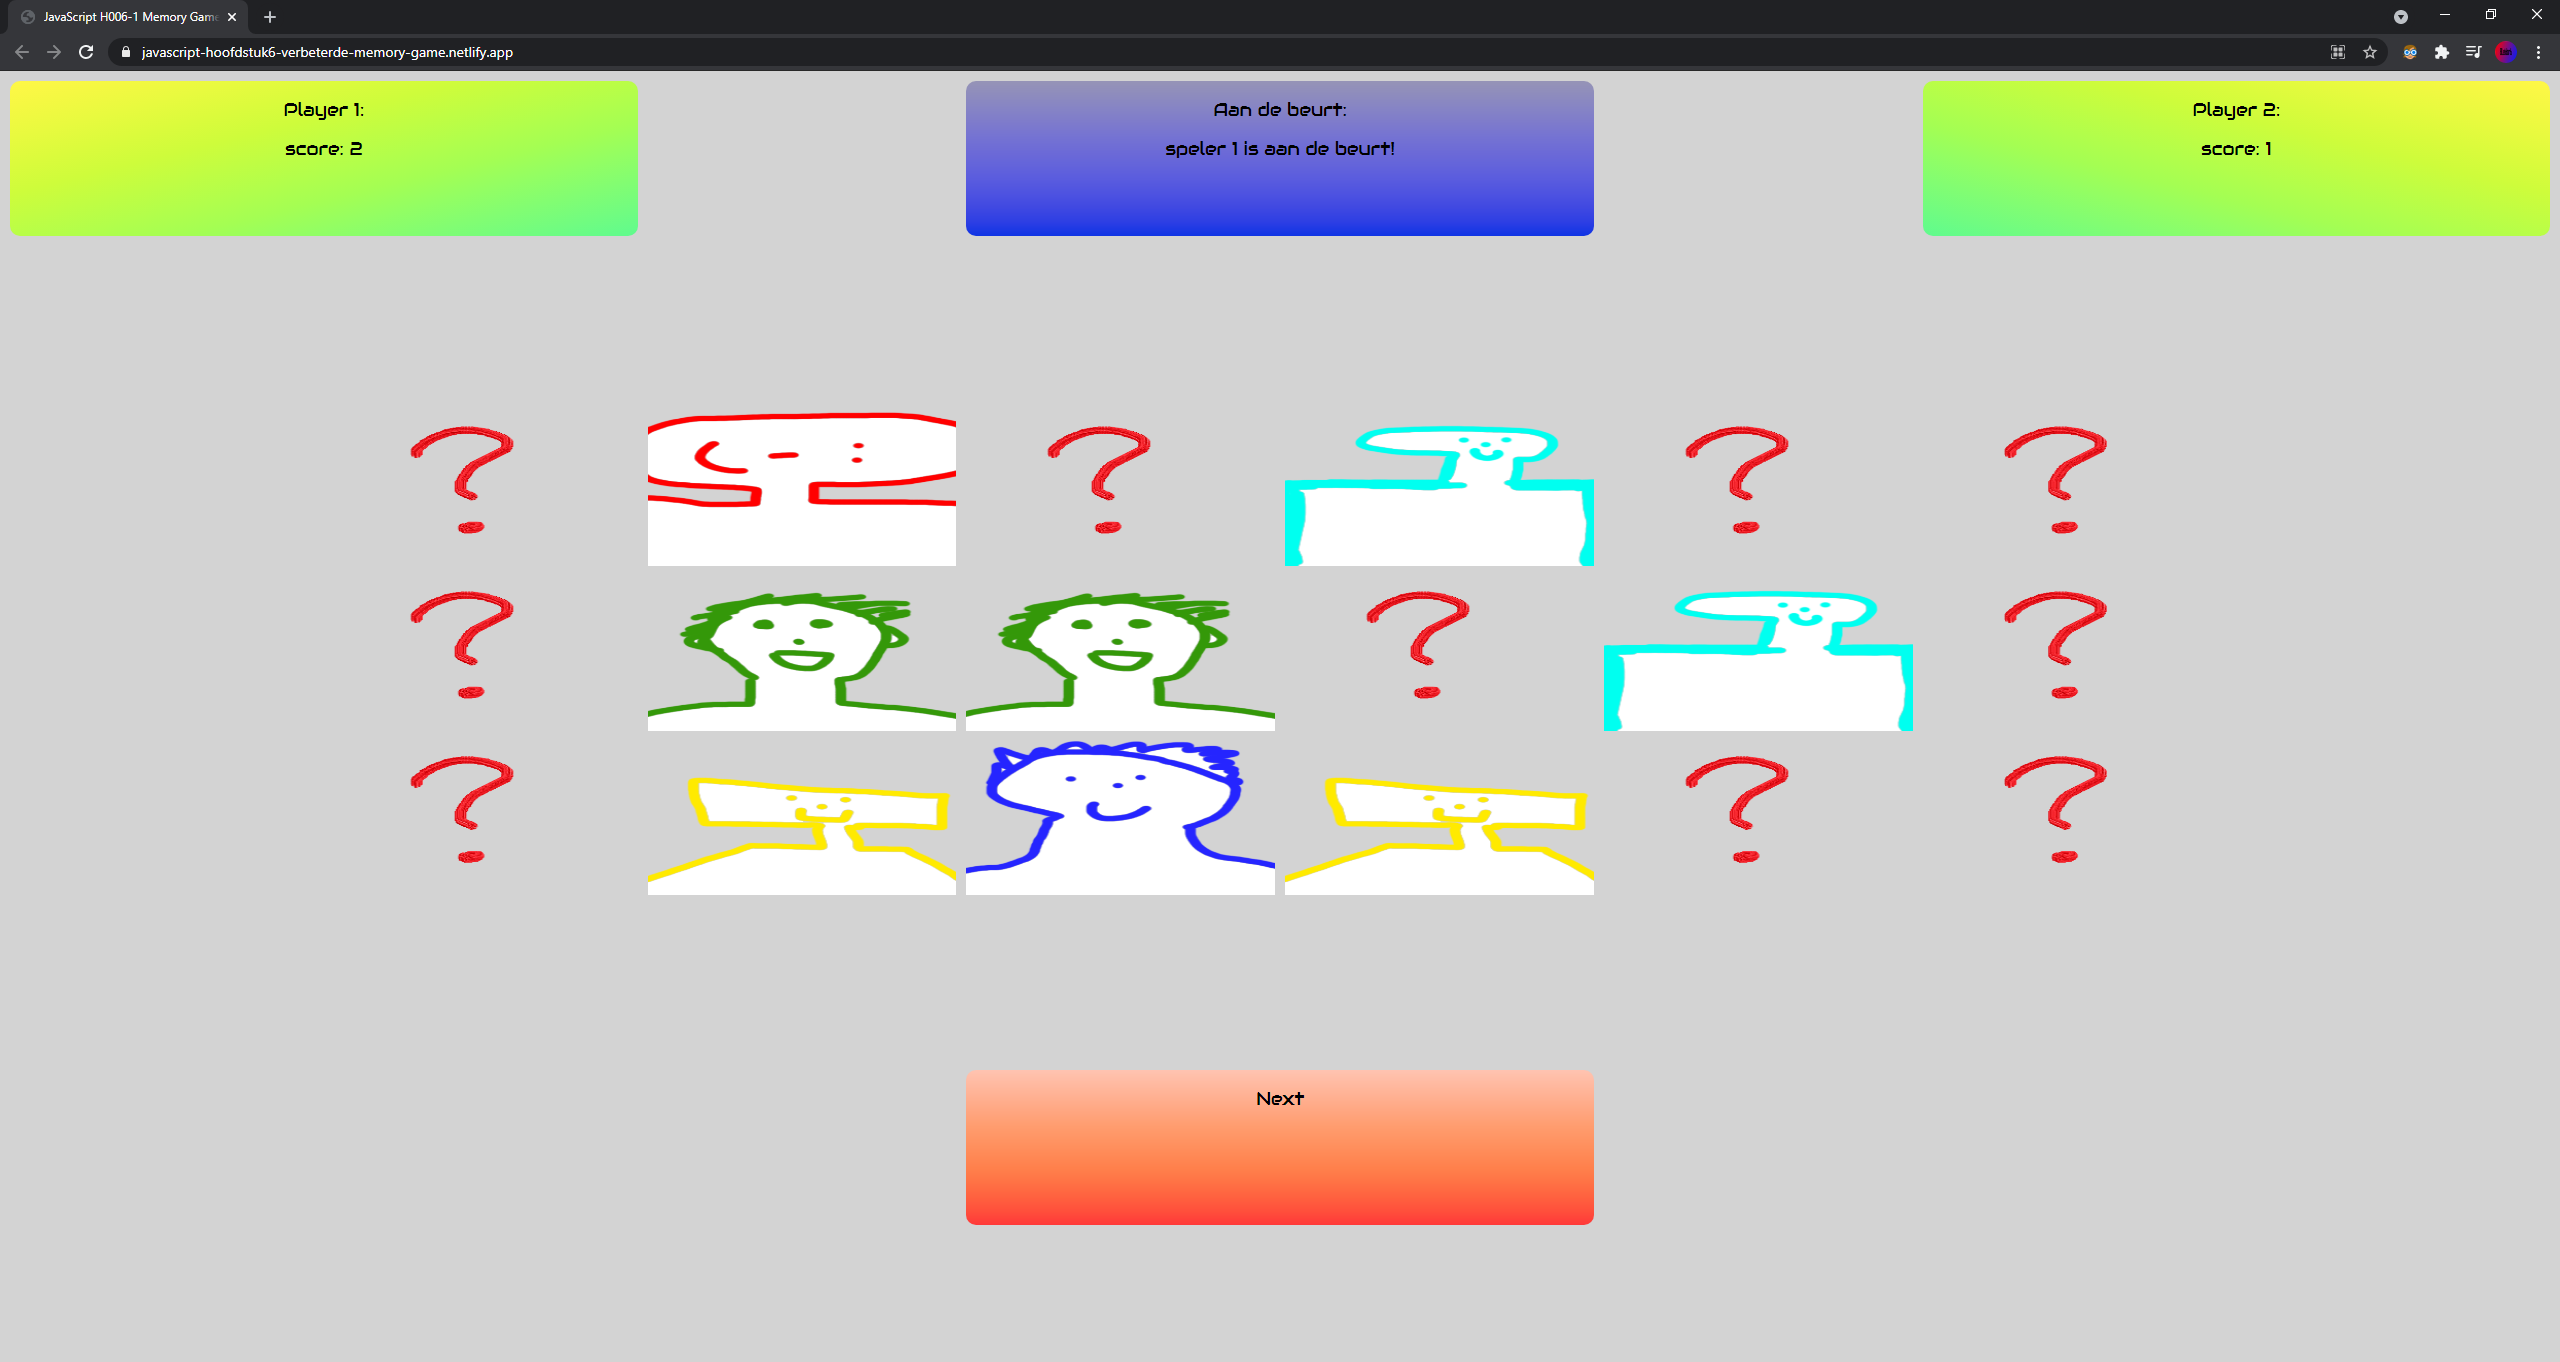 JavaScript H006-1 Memory Game
javascript-hoofdstuk6-verbeterde-memory-game.netlify.app
Player 1:
score: 2
Aan de beurt:
speler 1 is aan de beurt!
Player 2:
score: 1
? ? ? ?
? ? ?
? ? ?
Next